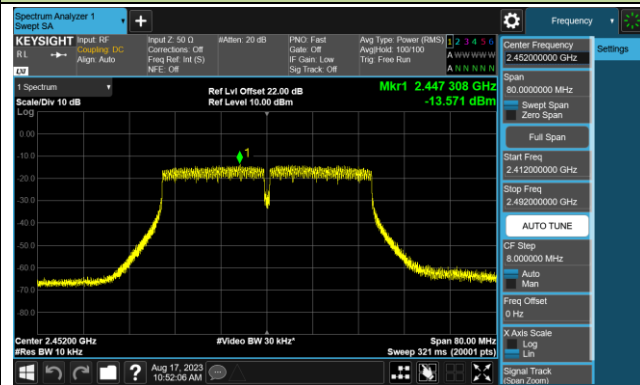 Spectrum Analyzer 1
Swept SA
Frequency
KEYSIGHT
Input: RF
Input Z: 50 Ω
#Atten: 20 dB
PNO: Fast
Avg Type: Power (RMS)
1 2 3 4 5 6
RL
Coupling: DC
Corrections: Off
Gate: Off
Avg|Hold: 100/100
A W W W W W
Align: Auto
Freq Ref: Int (S)
IF Gain: Low
Trig: Free Run
NFE: Off
Sig Track: Off
A N N N N N
LXI
1 Spectrum
Scale/Div 10 dB
Ref Lvl Offset 22.00 dB
Ref Level 10.00 dBm
Mkr1 2.447 308 GHz
-13.571 dBm
Log
0.00
-10.0
-20.0
-30.0
-40.0
-50.0
-60.0
-70.0
-80.0
1
Center 2.45200 GHz
#Res BW 10 kHz
#Video BW 30 kHz*
Span 80.00 MHz
Sweep 321 ms (20001 pts)
Aug 17, 2023
10:52:06 AM
Center Frequency
2.452000000 GHz
Settings
Span
80.0000000 MHz
Swept Span
Zero Span
Full Span
Start Freq
2.412000000 GHz
Stop Freq
2.492000000 GHz
AUTO TUNE
CF Step
8.000000 MHz
Auto
Man
Freq Offset
0 Hz
X Axis Scale
Log
Lin
Signal Track
(Span Zoom)